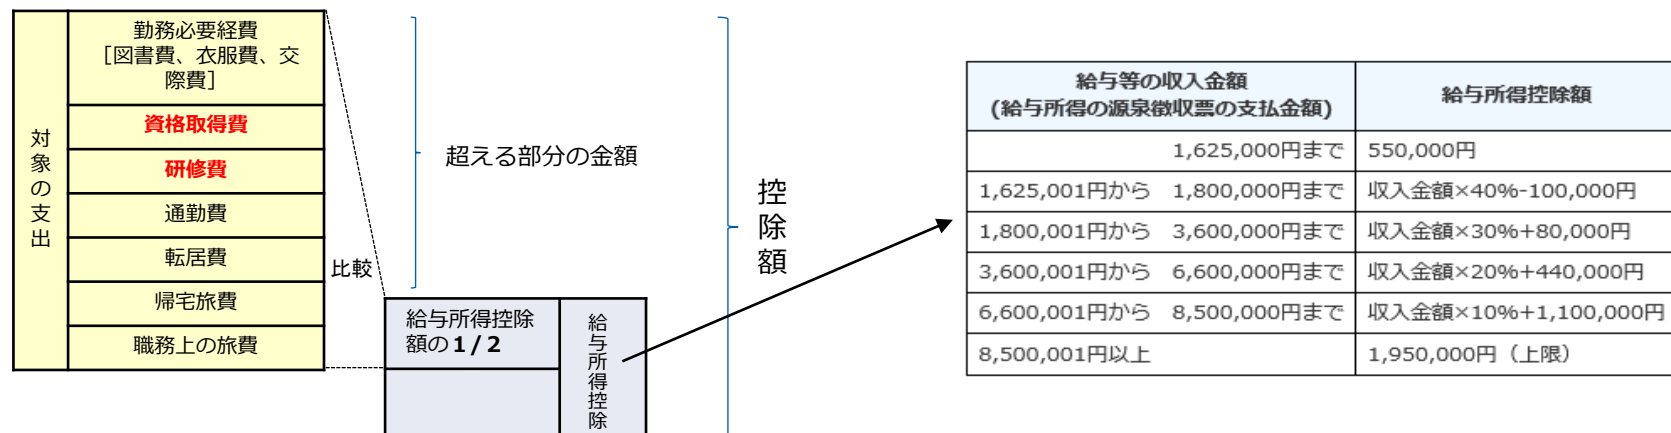 対象の支出
勤務必要経費
［図書費、衣服費、交
際費］
資格取得費
研修費
通勤費
転居費
帰宅旅費
職務上の旅費
比較
超える部分の金額
給与所得控除
額の1/2
給与所得控除
控除額
給与等の収入金額
(給与所得の源泉徴収票の支払金額)
給与所得控除額
1,625,000円まで
550,000円
1,625,001円から 1,800,000円まで
収入金額×40%-100,000円
1,800,001円から 3,600,000円まで
収入金額×30%+80,000円
3,600,001円から 6,600,000円まで
収入金額×20%+440,000円
6,600,001円から 8,500,000円まで
収入金額×10%+1,100,000円
8,500,001円以上
1,950,000円（上限）